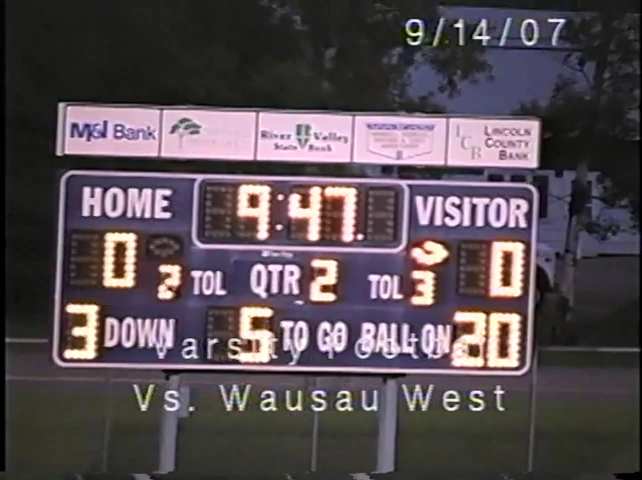 9/14/07
M&I Bank
River Valley
State Bank
LCB
LINCOLN
COUNTY
BANK
HOME 9:47. VISITOR
0 2 TOL QTR 2 TOL 3 0
3 DOWN 5 TO GO BALL ON 20
Varsity Football
Vs. Wausau West